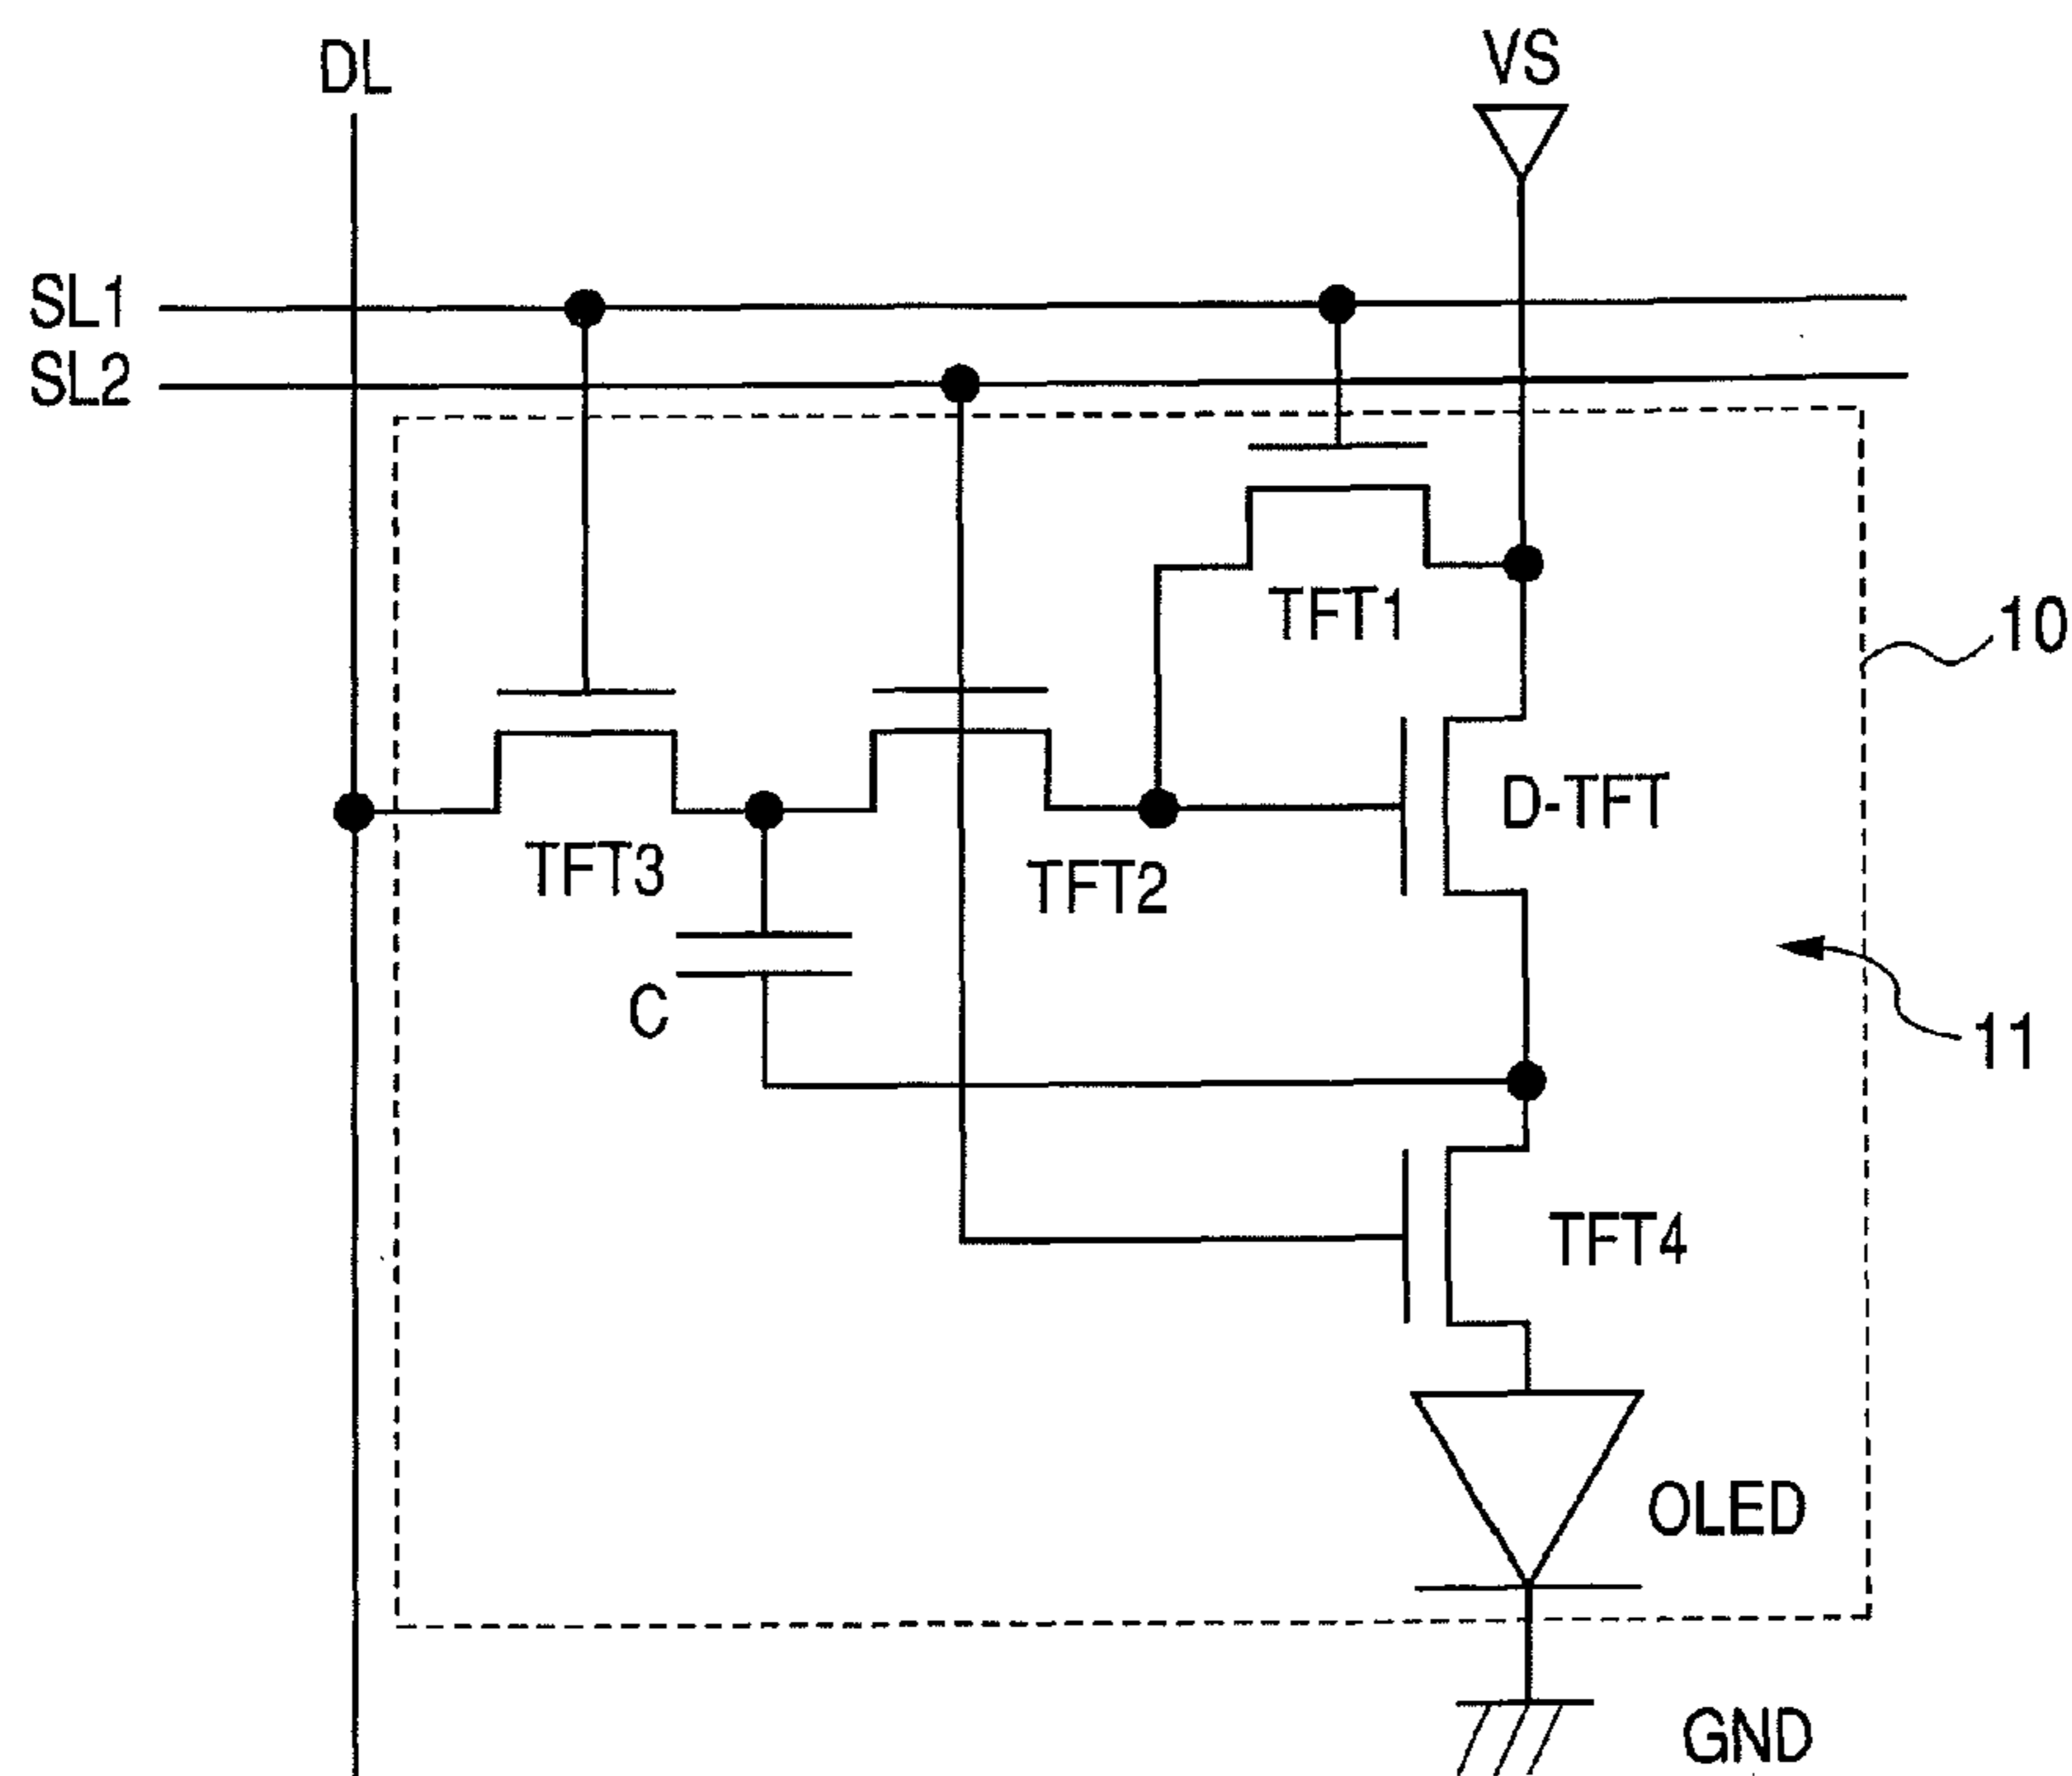 DL
VS
SL1
SL2
TFT1
10
D-TFT
TFT3
TFT2
C
11
TFT4
OLED
GND